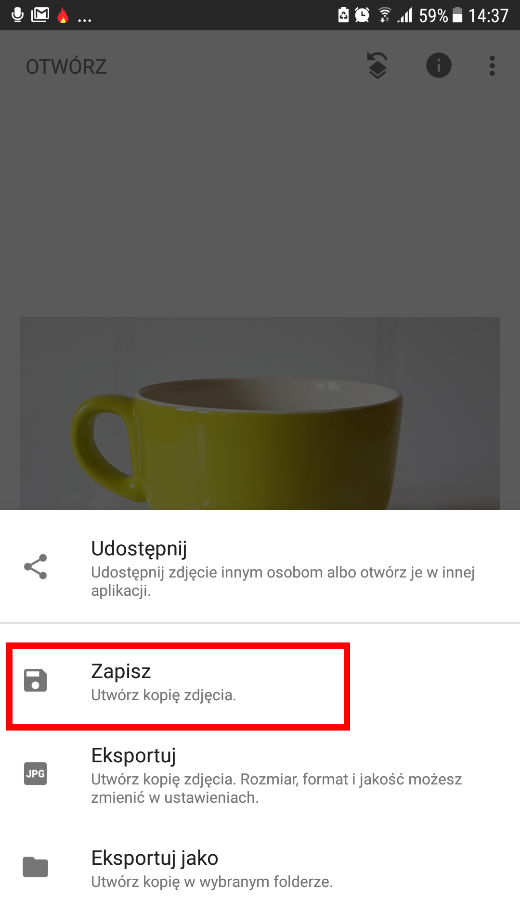 ... 59% 14:37
OTWÓRZ
Udostępnij
Udostępnij zdjęcie innym osobom albo otwórz je w innej
aplikacji.
Zapisz
Utwórz kopię zdjęcia.
JPG
Eksportuj
Utwórz kopię zdjęcia. Rozmiar, format i jakość możesz
zmienić w ustawieniach.
Eksportuj jako
Utwórz kopię w wybranym folderze.